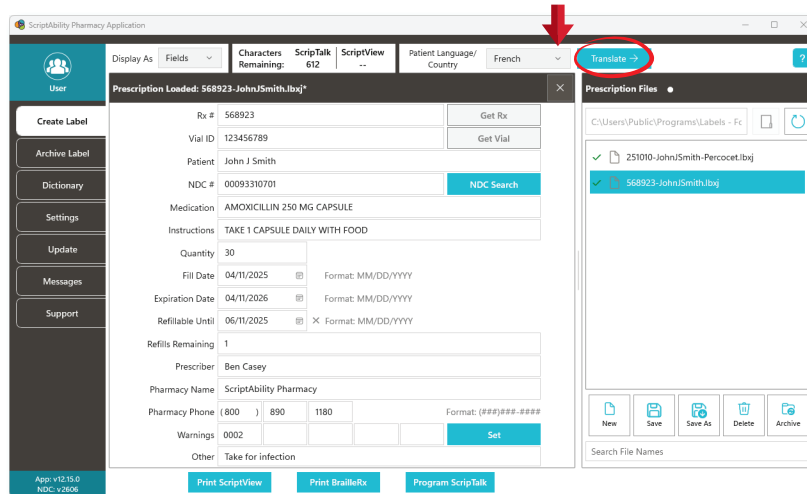 ScriptAbility Pharmacy Application
User
Create Label
Archive Label
Dictionary
Settings
Update
Messages
Support
App: v12.15.0
NDC: v2606
Display As Fields
Characters Remaining: ScripTalk 612 ScriptView --
Patient Language/ Country French
Translate →
?
Prescription Loaded: 568923-JohnJSmith.lbxj*
Rx # 568923 Get Rx
Vial ID 123456789 Get Vial
Patient John J Smith
NDC # 00093310701 NDC Search
Medication AMOXICILLIN 250 MG CAPSULE
Instructions TAKE 1 CAPSULE DAILY WITH FOOD
Quantity 30
Fill Date 04/11/2025 Format: MM/DD/YYYY
Expiration Date 04/11/2026 Format: MM/DD/YYYY
Refillable Until 06/11/2025 Format: MM/DD/YYYY
Refills Remaining 1
Prescriber Ben Casey
Pharmacy Name ScriptAbility Pharmacy
Pharmacy Phone (800 ) 890 1180 Format: (###)###-####
Warnings 0002 Set
Other Take for infection
Print ScriptView Print BrailleRx Program ScripTalk
Prescription Files
C:\Users\Public\Programs\Labels - Fc
251010-JohnJSmith-Percocet.lbxj
568923-JohnJSmith.lbxj
New Save Save As Delete Archive
Search File Names